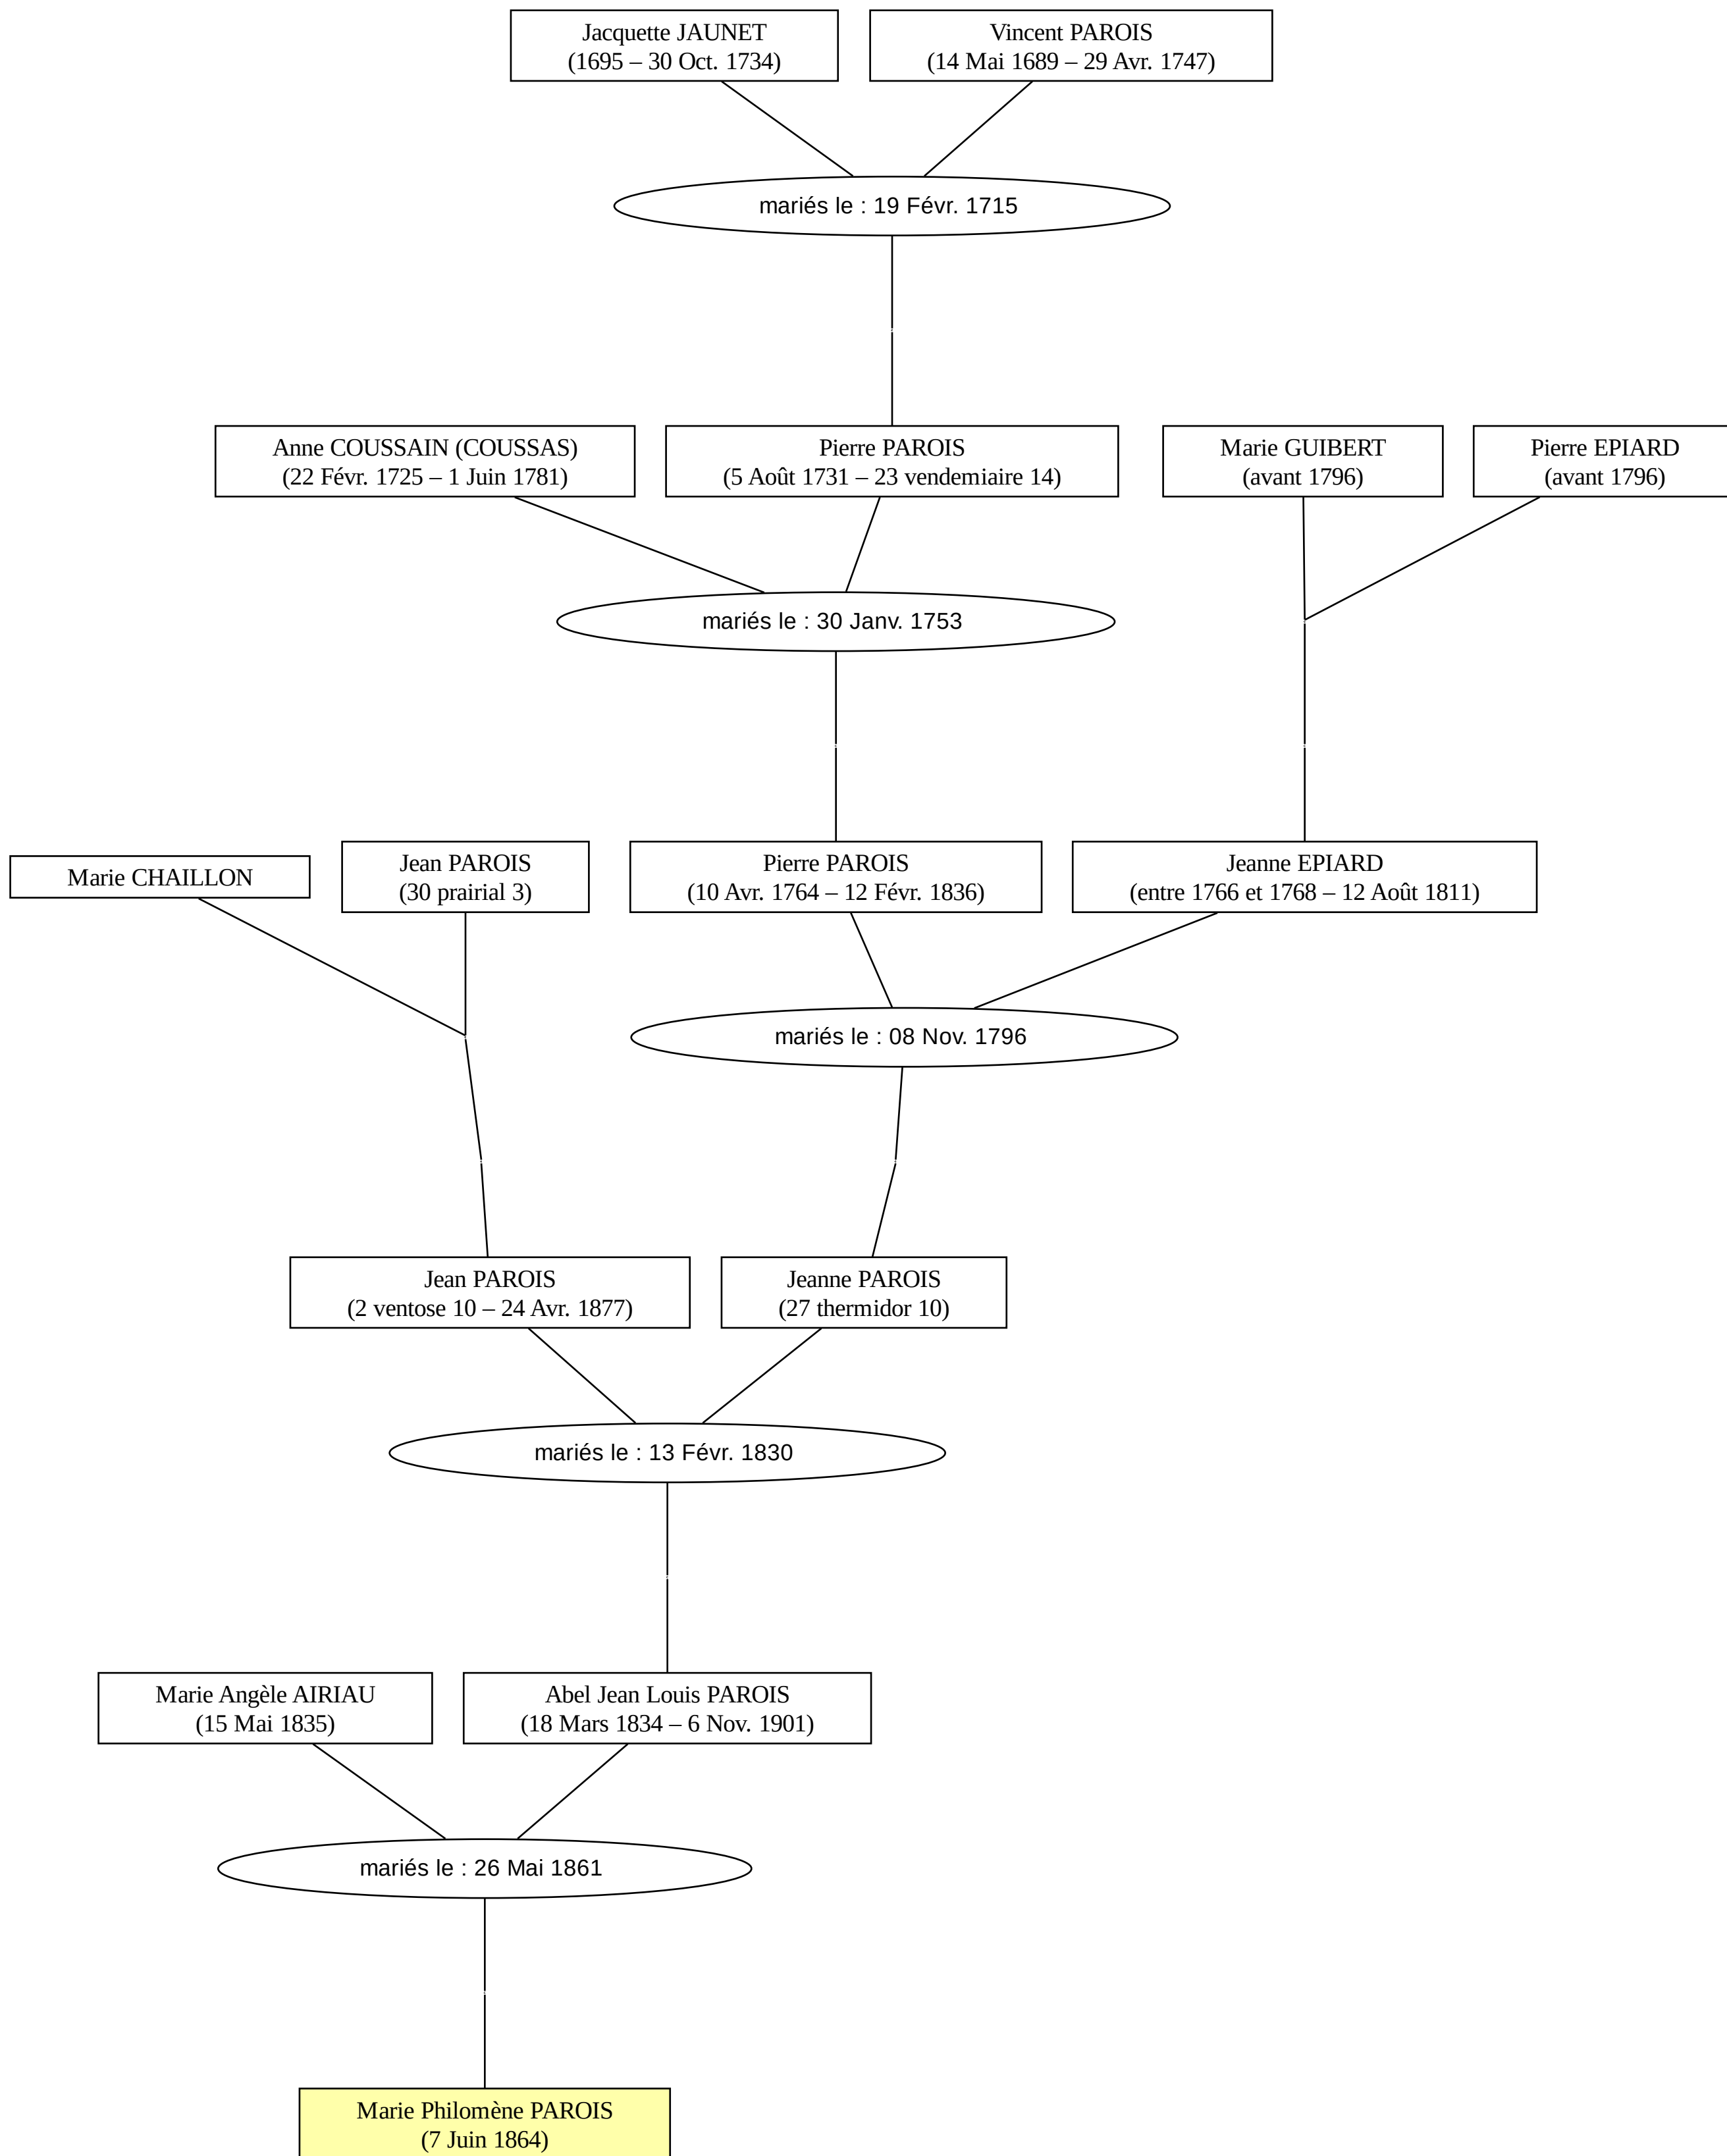 Jacquette JAUNET
(1695 – 30 Oct. 1734)
Vincent PAROIS
(14 Mai 1689 – 29 Avr. 1747)
mariés le : 19 Févr. 1715
Anne COUSSAIN (COUSSAS)
(22 Févr. 1725 – 1 Juin 1781)
Pierre PAROIS
(5 Août 1731 – 23 vendemiaire 14)
Marie GUIBERT
(avant 1796)
Pierre EPIARD
(avant 1796)
mariés le : 30 Janv. 1753
Marie CHAILLON
Jean PAROIS
(30 prairial 3)
Pierre PAROIS
(10 Avr. 1764 – 12 Févr. 1836)
Jeanne EPIARD
(entre 1766 et 1768 – 12 Août 1811)
mariés le : 08 Nov. 1796
Jean PAROIS
(2 ventose 10 – 24 Avr. 1877)
Jeanne PAROIS
(27 thermidor 10)
mariés le : 13 Févr. 1830
Marie Angèle AIRIAU
(15 Mai 1835)
Abel Jean Louis PAROIS
(18 Mars 1834 – 6 Nov. 1901)
mariés le : 26 Mai 1861
Marie Philomène PAROIS
(7 Juin 1864)